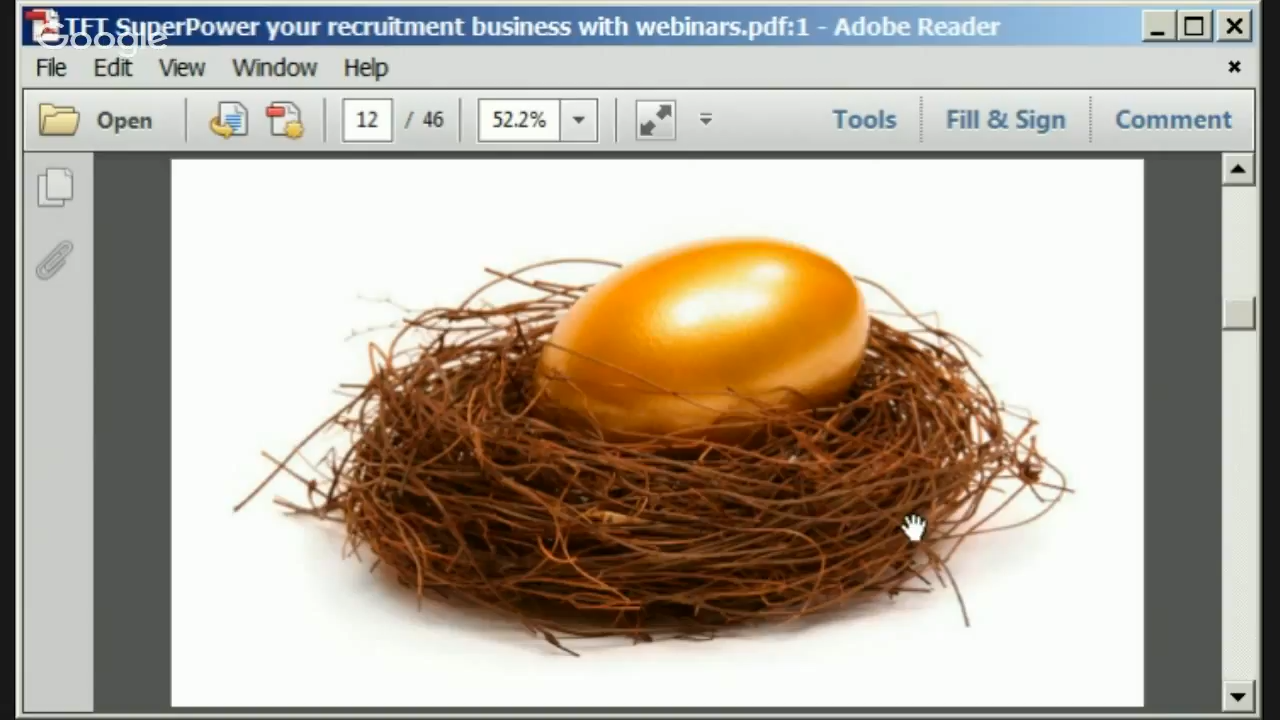 Google
TFT SuperPower your recruitment business with webinars.pdf:1 - Adobe Reader
File Edit View Window Help
Open 12 / 46 52.2% Tools Fill & Sign Comment